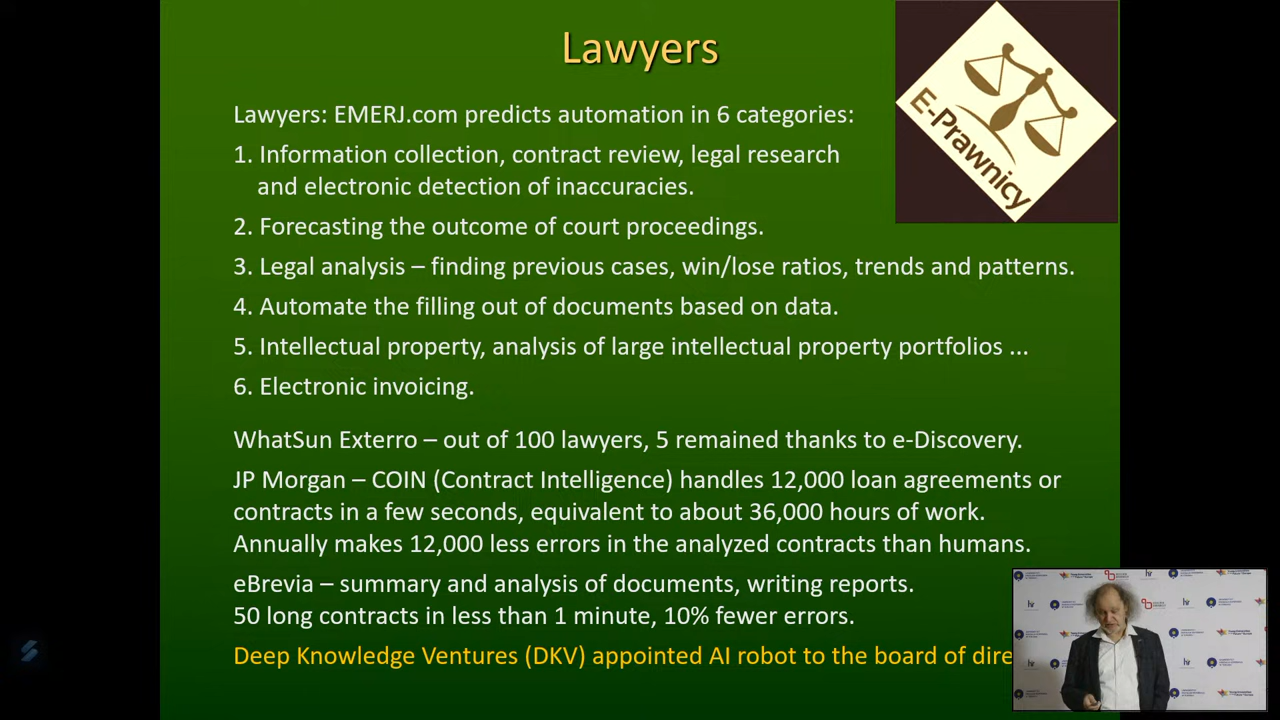 Lawyers
E-Prawnicy
Lawyers: EMERJ.com predicts automation in 6 categories:
1. Information collection, contract review, legal research
and electronic detection of inaccuracies.
2. Forecasting the outcome of court proceedings.
3. Legal analysis – finding previous cases, win/lose ratios, trends and patterns.
4. Automate the filling out of documents based on data.
5. Intellectual property, analysis of large intellectual property portfolios ...
6. Electronic invoicing.
WhatSun Exterro – out of 100 lawyers, 5 remained thanks to e-Discovery.
JP Morgan – COIN (Contract Intelligence) handles 12,000 loan agreements or
contracts in a few seconds, equivalent to about 36,000 hours of work.
Annually makes 12,000 less errors in the analyzed contracts than humans.
eBrevia – summary and analysis of documents, writing reports.
50 long contracts in less than 1 minute, 10% fewer errors.
Deep Knowledge Ventures (DKV) appointed AI robot to the board of dire